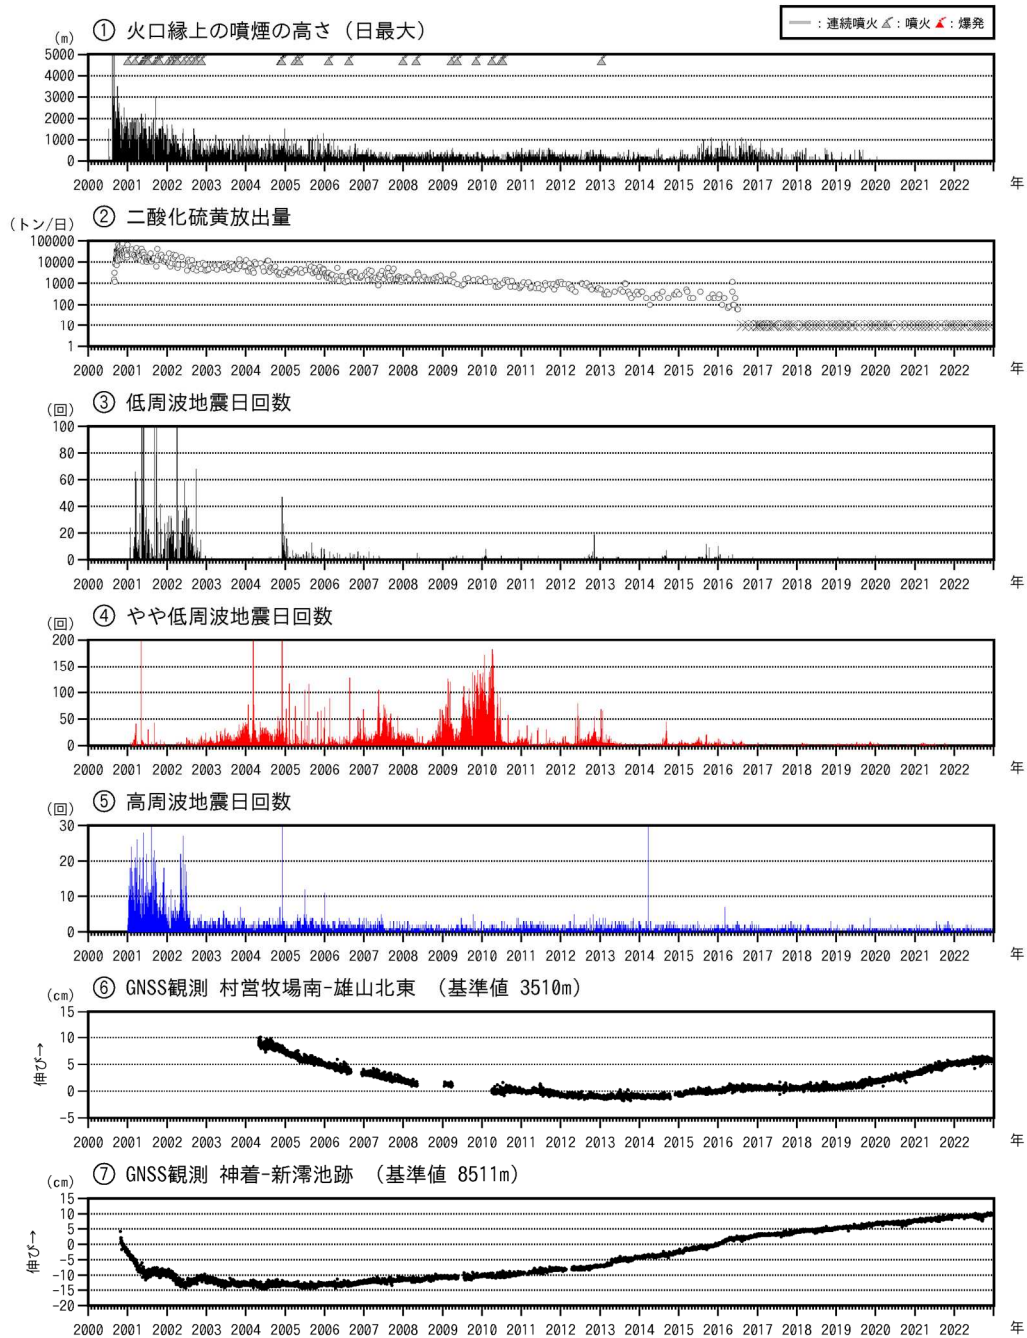 — : 連続噴火 : 噴火 : 爆発
① 火口縁上の噴煙の高さ（日最大）
(m)
5000
4000
3000
2000
1000
0
2000 2001 2002 2003 2004 2005 2006 2007 2008 2009 2010 2011 2012 2013 2014 2015 2016 2017 2018 2019 2020 2021 2022 年
② 二酸化硫黄放出量
(トン/日)
100000
10000
1000
100
10
1
2000 2001 2002 2003 2004 2005 2006 2007 2008 2009 2010 2011 2012 2013 2014 2015 2016 2017 2018 2019 2020 2021 2022 年
③ 低周波地震日回数
(回)
100
80
60
40
20
0
2000 2001 2002 2003 2004 2005 2006 2007 2008 2009 2010 2011 2012 2013 2014 2015 2016 2017 2018 2019 2020 2021 2022 年
④ やや低周波地震日回数
(回)
200
150
100
50
0
2000 2001 2002 2003 2004 2005 2006 2007 2008 2009 2010 2011 2012 2013 2014 2015 2016 2017 2018 2019 2020 2021 2022 年
⑤ 高周波地震日回数
(回)
30
20
10
0
2000 2001 2002 2003 2004 2005 2006 2007 2008 2009 2010 2011 2012 2013 2014 2015 2016 2017 2018 2019 2020 2021 2022 年
⑥ GNSS観測 村営牧場南-雄山北東 （基準値 3510m）
(cm)
15
10
5
0
-5
伸び→
2000 2001 2002 2003 2004 2005 2006 2007 2008 2009 2010 2011 2012 2013 2014 2015 2016 2017 2018 2019 2020 2021 2022 年
⑦ GNSS観測 神着-新澪池跡 （基準値 8511m）
(cm)
15
10
5
0
-5
-10
-15
-20
伸び→
2000 2001 2002 2003 2004 2005 2006 2007 2008 2009 2010 2011 2012 2013 2014 2015 2016 2017 2018 2019 2020 2021 2022 年